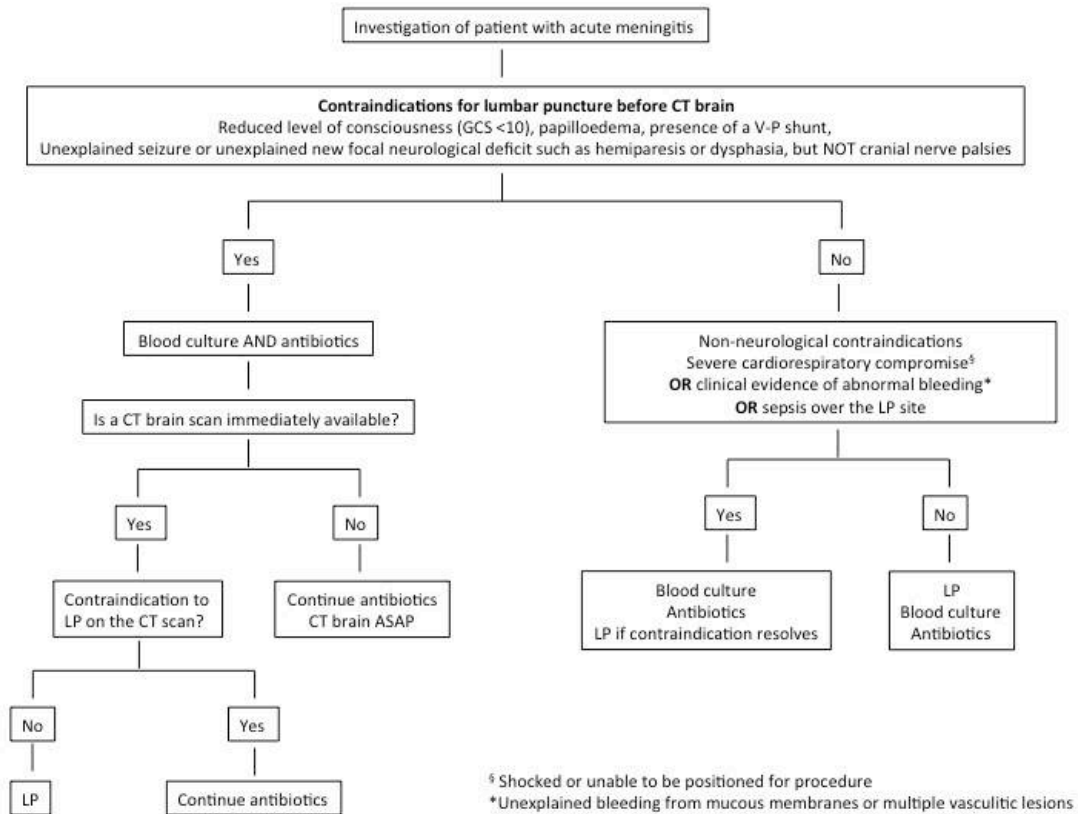 Investigation of patient with acute meningitis
Contraindications for lumbar puncture before CT brain
Reduced level of consciousness (GCS <10), papilloedema, presence of a V-P shunt,
Unexplained seizure or unexplained new focal neurological deficit such as hemiparesis or dysphasia, but NOT cranial nerve palsies
Yes
No
Blood culture AND antibiotics
Non-neurological contraindications
Severe cardiorespiratory compromise§
OR clinical evidence of abnormal bleeding*
OR sepsis over the LP site
Is a CT brain scan immediately available?
Yes
No
Yes
No
Contraindication to
LP on the CT scan?
Continue antibiotics
CT brain ASAP
Blood culture
Antibiotics
LP if contraindication resolves
LP
Blood culture
Antibiotics
No
Yes
LP
Continue antibiotics
§ Shocked or unable to be positioned for procedure
*Unexplained bleeding from mucous membranes or multiple vasculitic lesions